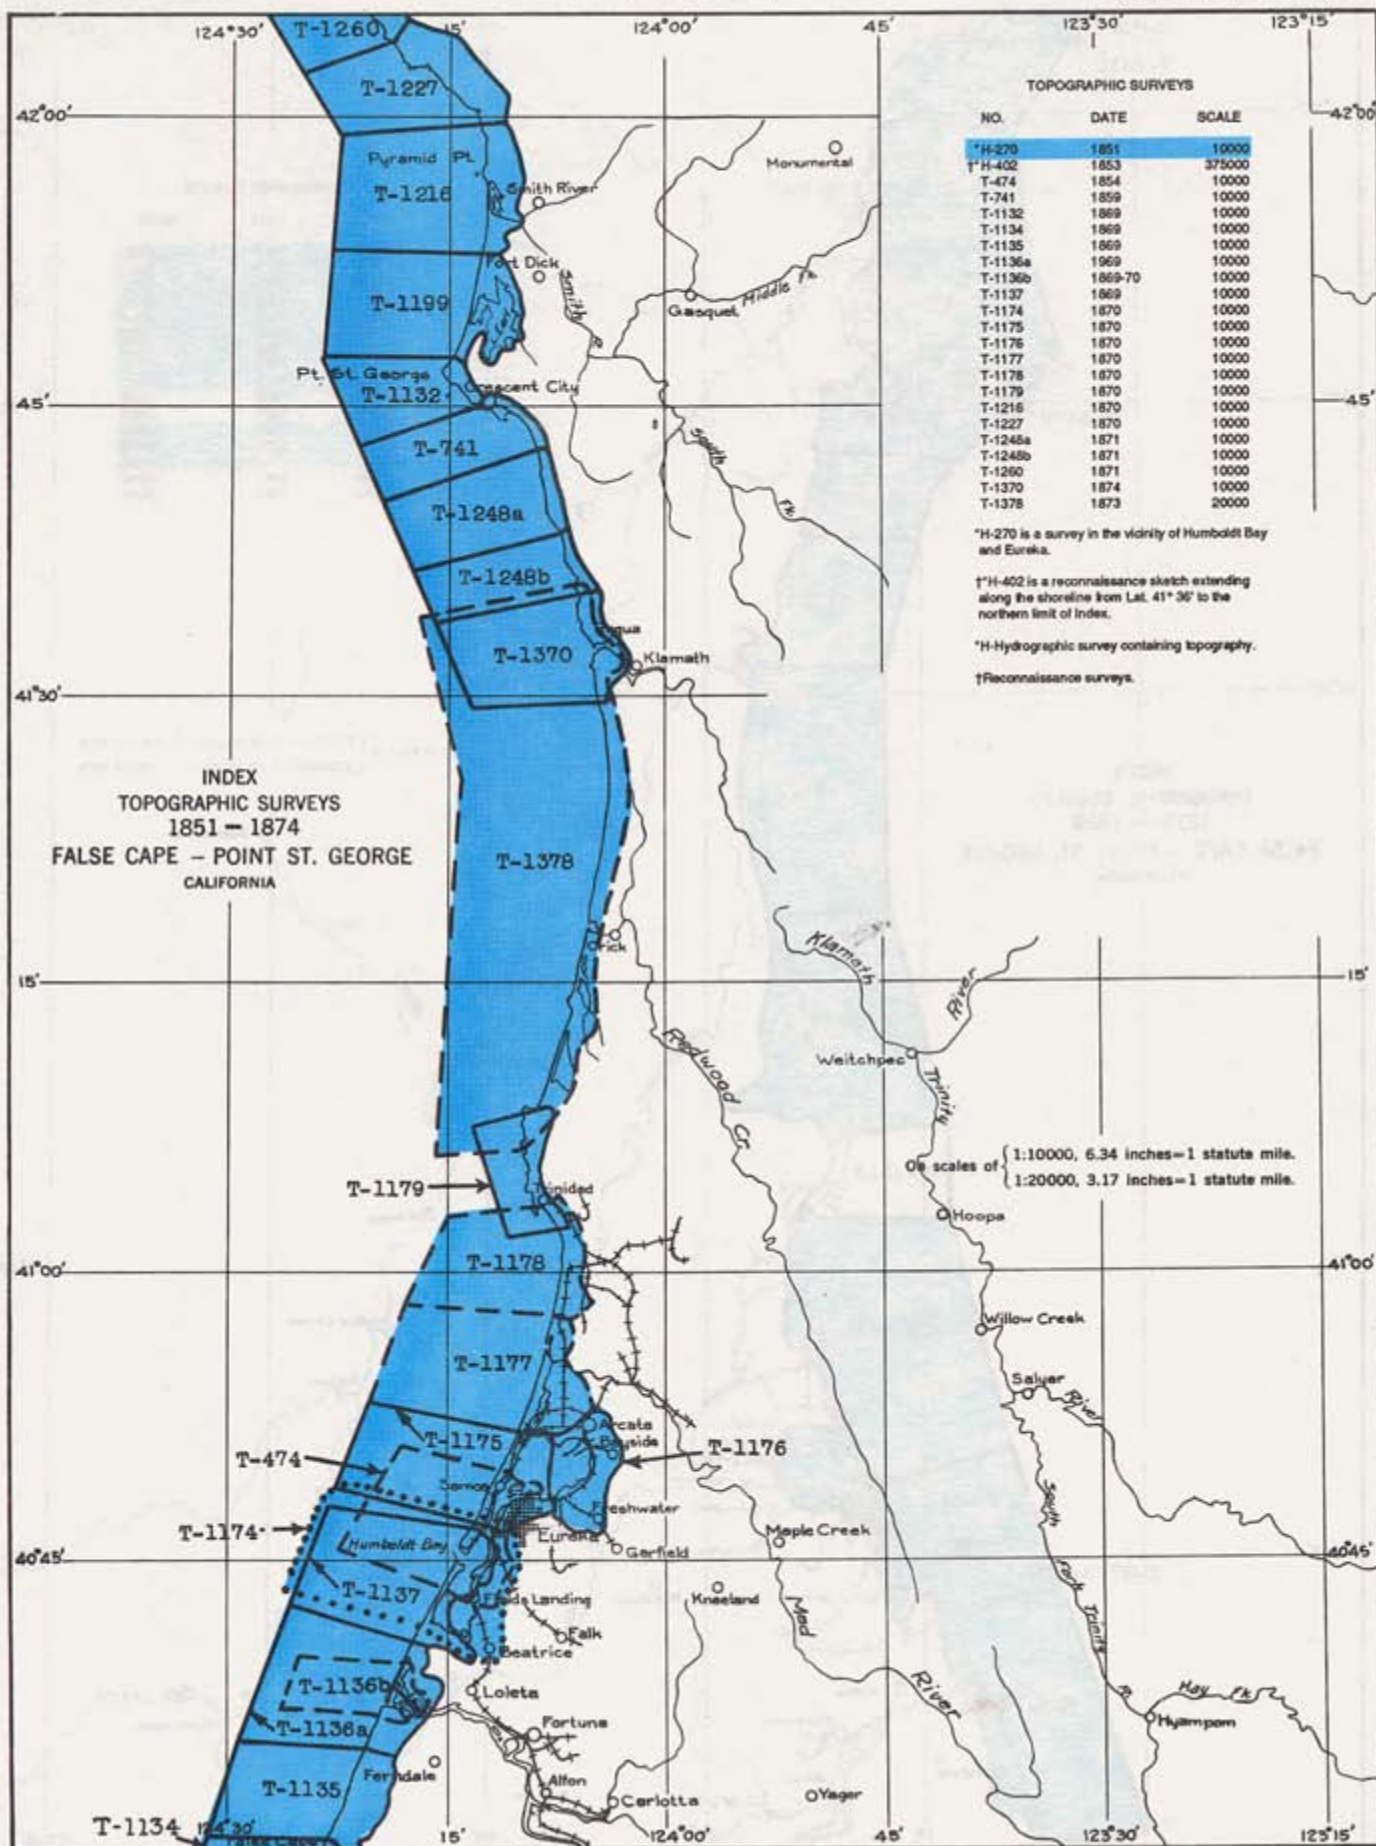 124°30'
15'
124°00'
45'
123°30'
123°15'
T-1260
T-1227
42°00'
42°00'
TOPOGRAPHIC SURVEYS
NO. DATE SCALE
*H-270 1851 10000
†*H-402 1853 375000
T-474 1854 10000
T-741 1859 10000
T-1132 1869 10000
T-1134 1869 10000
T-1135 1869 10000
T-1136a 1969 10000
T-1136b 1869-70 10000
T-1137 1869 10000
T-1174 1870 10000
T-1175 1870 10000
T-1176 1870 10000
T-1177 1870 10000
T-1178 1870 10000
T-1179 1870 10000
T-1216 1870 10000
T-1227 1870 10000
T-1248a 1871 10000
T-1248b 1871 10000
T-1260 1871 10000
T-1370 1874 10000
T-1378 1873 20000
*H-270 is a survey in the vicinity of Humboldt Bay
and Eureka.
†*H-402 is a reconnaissance sketch extending
along the shoreline from Lat. 41° 36' to the
northern limit of Index.
*H-Hydrographic survey containing topography.
†Reconnaissance surveys.
Pyramid Pt.
Monumental
T-1216
Smith River
Fort Dick
Smith R.
T-1199
Gasquet
Middle Fk.
Pt. St. George
T-1132
Crescent City
45'
45'
T-741
South
Fk.
T-1248a
T-1248b
T-1370
Klamath
41°30'
INDEX
TOPOGRAPHIC SURVEYS
1851 — 1874
FALSE CAPE – POINT ST. GEORGE
CALIFORNIA
T-1378
Orick
Klamath
River
15'
15'
Redwood
Cr.
Weitchpec
Trinity
On scales of
1:10000, 6.34 inches=1 statute mile.
1:20000, 3.17 inches=1 statute mile.
T-1179
Trinidad
Hoopa
T-1178
41°00'
41°00'
Willow Creek
T-1177
Salyer
River
T-1175
Arcata
Bayside
T-1176
T-474
Samoa
South
Freshwater
T-1174
Humboldt Bay
Eureka
Garfield
Maple Creek
40°45'
40°45'
T-1137
Fields Landing
Kneeland
Mad
Fork
Trinity
Falk
Beatrice
T-1136b
Loleta
River
R.
Hay Fk.
T-1136a
Fortuna
Hyampom
Ferndale
T-1135
Alton
Carlotta
Yager
T-1134
124°30'
15'
124°00'
45'
123°30'
123°15'